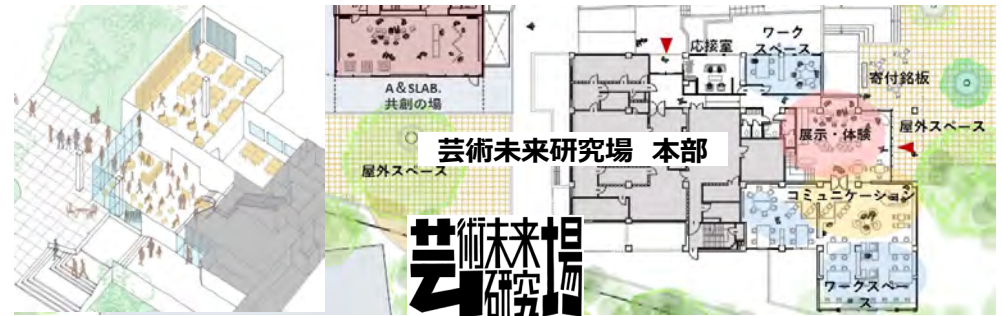 A&SLAB.
共創の場
屋外スペース
芸術未来研究場 本部
芸術未来
研究場
応接室
ワーク
スペース
寄付銘板
展示・体験
屋外スペース
コミュニケーション
ワークスペー
ス